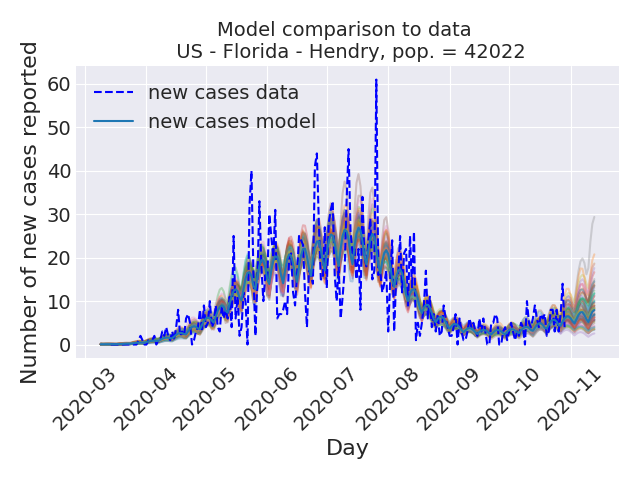 Model comparison to data
US - Florida - Hendry, pop. = 42022
Number of new cases reported
60
50
40
30
20
10
0
new cases data
new cases model
2020-03
2020-04
2020-05
2020-06
2020-07
2020-08
2020-09
2020-10
2020-11
Day